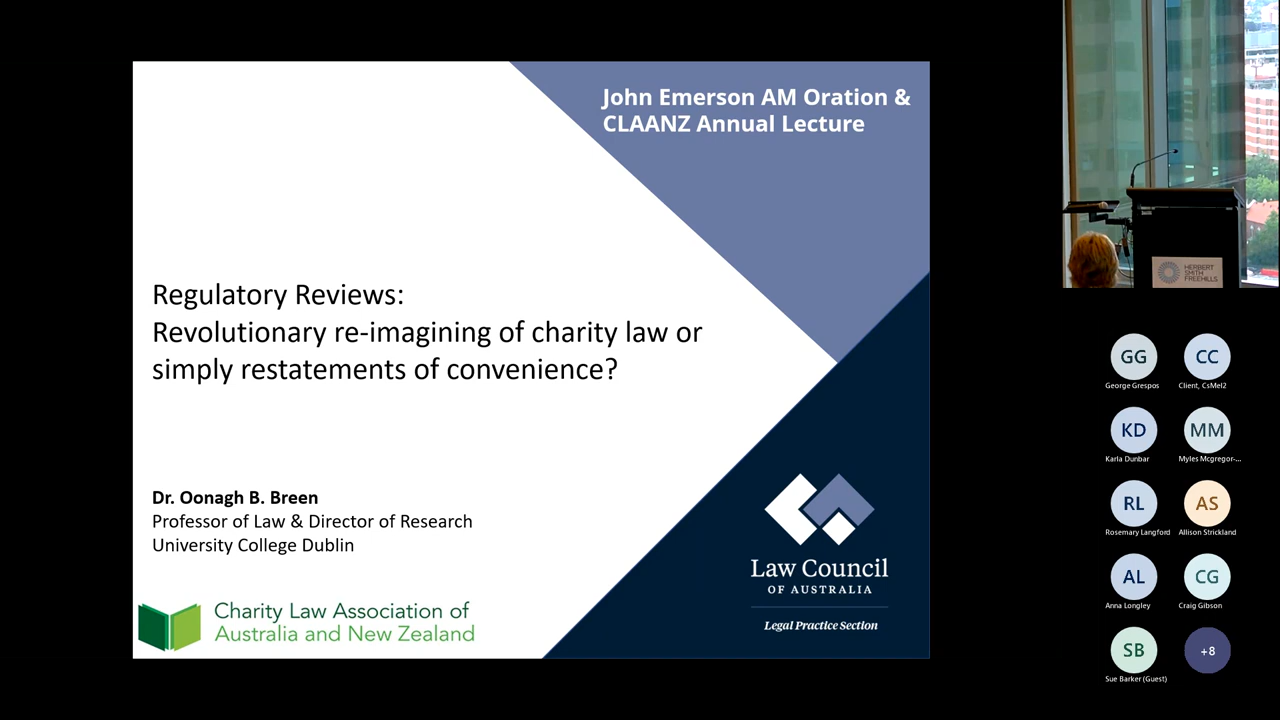 John Emerson AM Oration &
CLAANZ Annual Lecture
Regulatory Reviews:
Revolutionary re-imagining of charity law or
simply restatements of convenience?
Dr. Oonagh B. Breen
Professor of Law & Director of Research
University College Dublin
Charity Law Association of
Australia and New Zealand
Law Council
OF AUSTRALIA
Legal Practice Section
HERBERT
SMITH
FREEHILLS
GG
George Grespos
CC
Client, CsMel2
KD
Karla Dunbar
MM
Myles Mcgregor-...
RL
Rosemary Langford
AS
Allison Strickland
AL
Anna Longley
CG
Craig Gibson
SB
Sue Barker (Guest)
+8